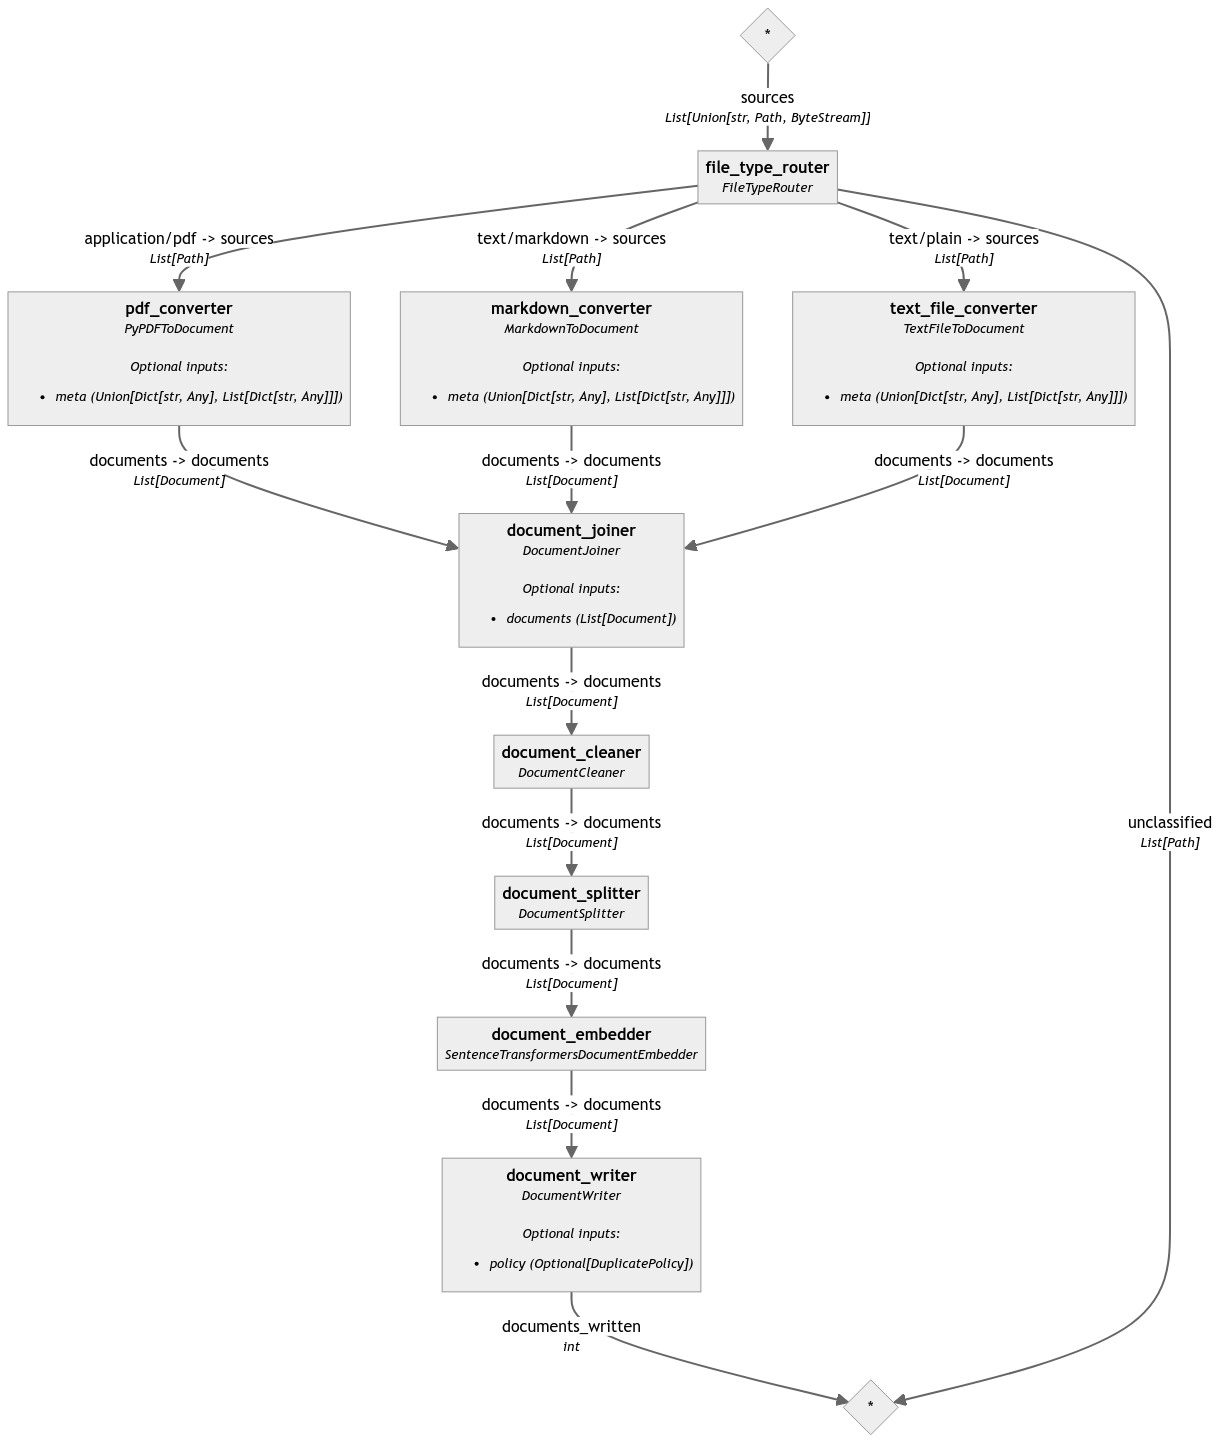 *
sources
List[Union[str, Path, ByteStream]]
file_type_router
FileTypeRouter
application/pdf -> sources
List[Path]
text/markdown -> sources
List[Path]
text/plain -> sources
List[Path]
pdf_converter
PyPDFToDocument
Optional inputs:
• meta (Union[Dict[str, Any], List[Dict[str, Any]]])
markdown_converter
MarkdownToDocument
Optional inputs:
• meta (Union[Dict[str, Any], List[Dict[str, Any]]])
text_file_converter
TextFileToDocument
Optional inputs:
• meta (Union[Dict[str, Any], List[Dict[str, Any]]])
documents -> documents
List[Document]
documents -> documents
List[Document]
documents -> documents
List[Document]
document_joiner
DocumentJoiner
Optional inputs:
• documents (List[Document])
documents -> documents
List[Document]
document_cleaner
DocumentCleaner
documents -> documents
List[Document]
unclassified
List[Path]
document_splitter
DocumentSplitter
documents -> documents
List[Document]
document_embedder
SentenceTransformersDocumentEmbedder
documents -> documents
List[Document]
document_writer
DocumentWriter
Optional inputs:
• policy (Optional[DuplicatePolicy])
documents_written
int
*